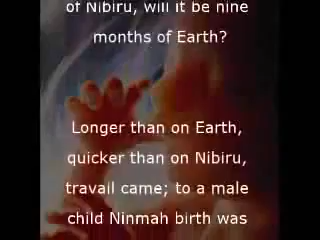 of Nibiru, will it be nine
months of Earth?
Longer than on Earth,
quicker than on Nibiru,
travail came; to a male
child Ninmah birth was